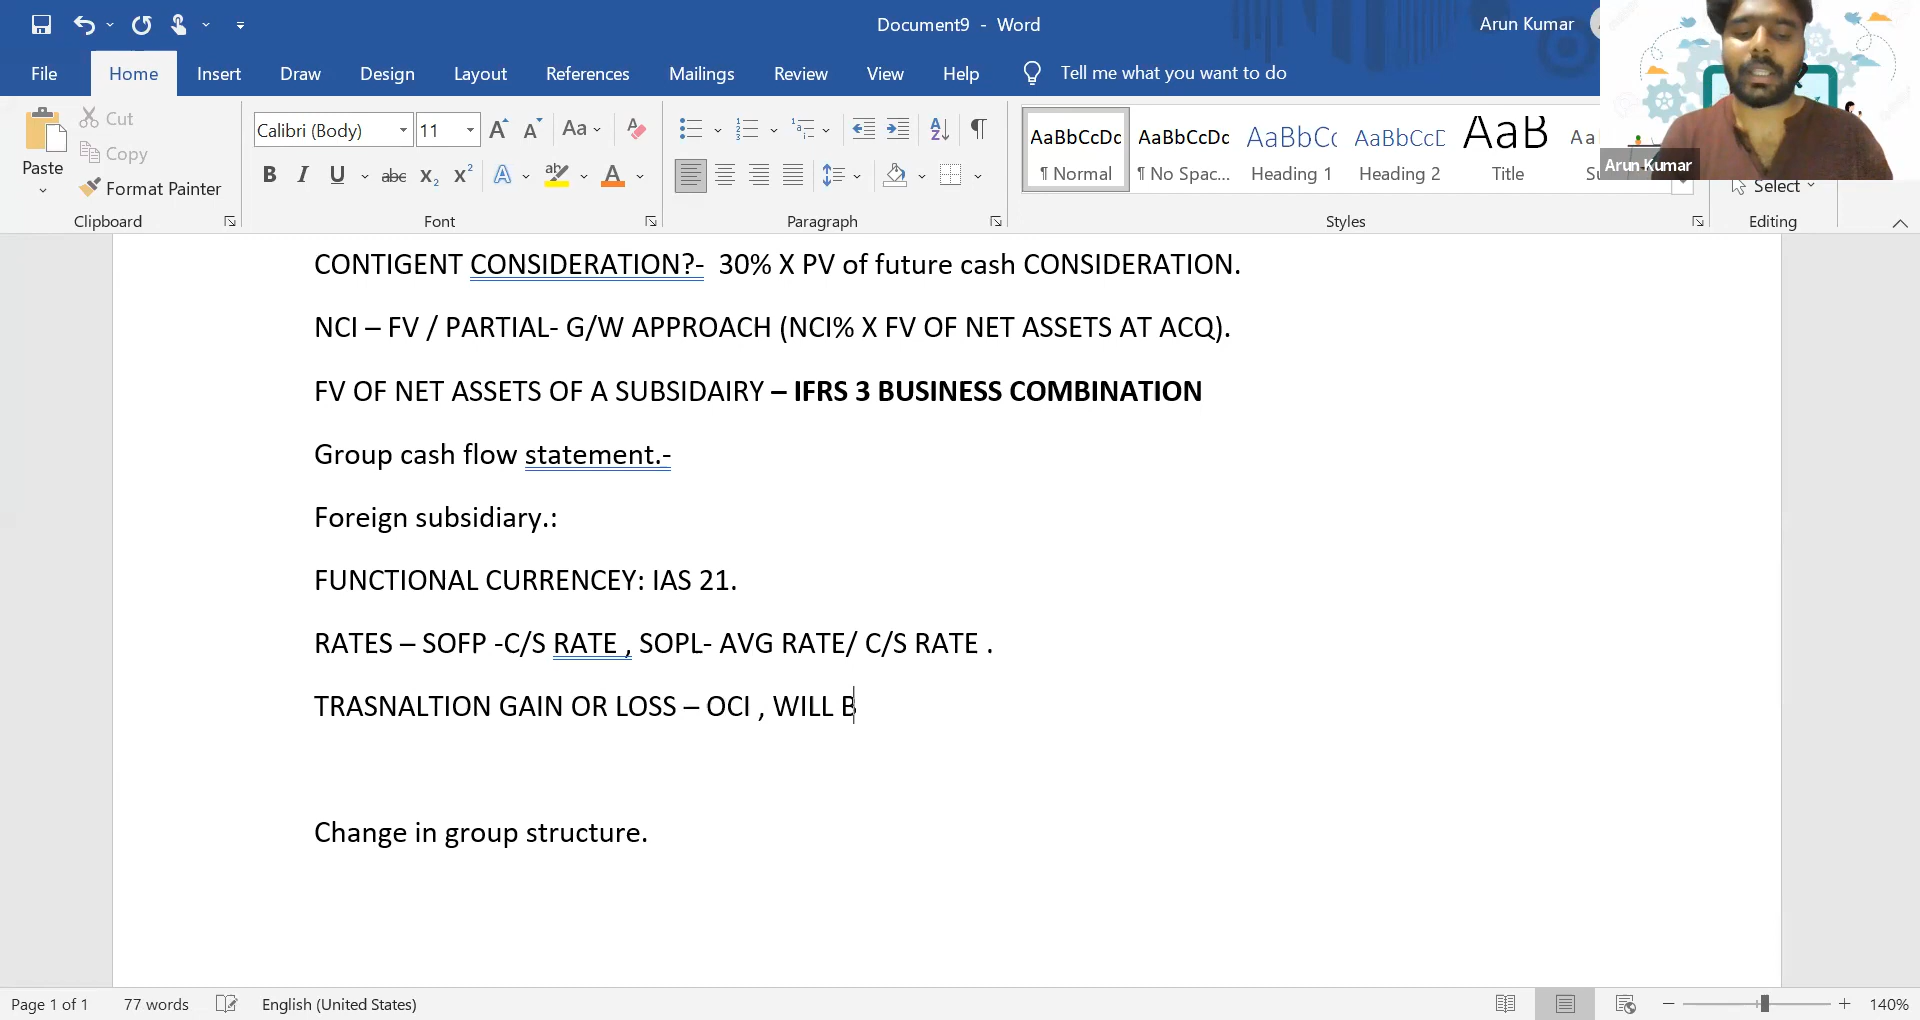 Document9 - Word
Arun Kumar
File Home Insert Draw Design Layout References Mailings Review View Help Tell me what you want to do
Paste
Cut
Copy
Format Painter
Clipboard
Calibri (Body) 11
Font
Paragraph
AaBbCcDc AaBbCcDc AaBbCc AaBbCcD AaB Aa
¶ Normal ¶ No Spac... Heading 1 Heading 2 Title Su
Styles
Select
Editing
Arun Kumar
CONTIGENT CONSIDERATION?- 30% X PV of future cash CONSIDERATION.
NCI – FV / PARTIAL- G/W APPROACH (NCI% X FV OF NET ASSETS AT ACQ).
FV OF NET ASSETS OF A SUBSIDAIRY – IFRS 3 BUSINESS COMBINATION
Group cash flow statement.-
Foreign subsidiary.:
FUNCTIONAL CURRENCEY: IAS 21.
RATES – SOFP -C/S RATE , SOPL- AVG RATE/ C/S RATE .
TRASNALTION GAIN OR LOSS – OCI , WILL B
Change in group structure.
Page 1 of 1 77 words English (United States) 140%